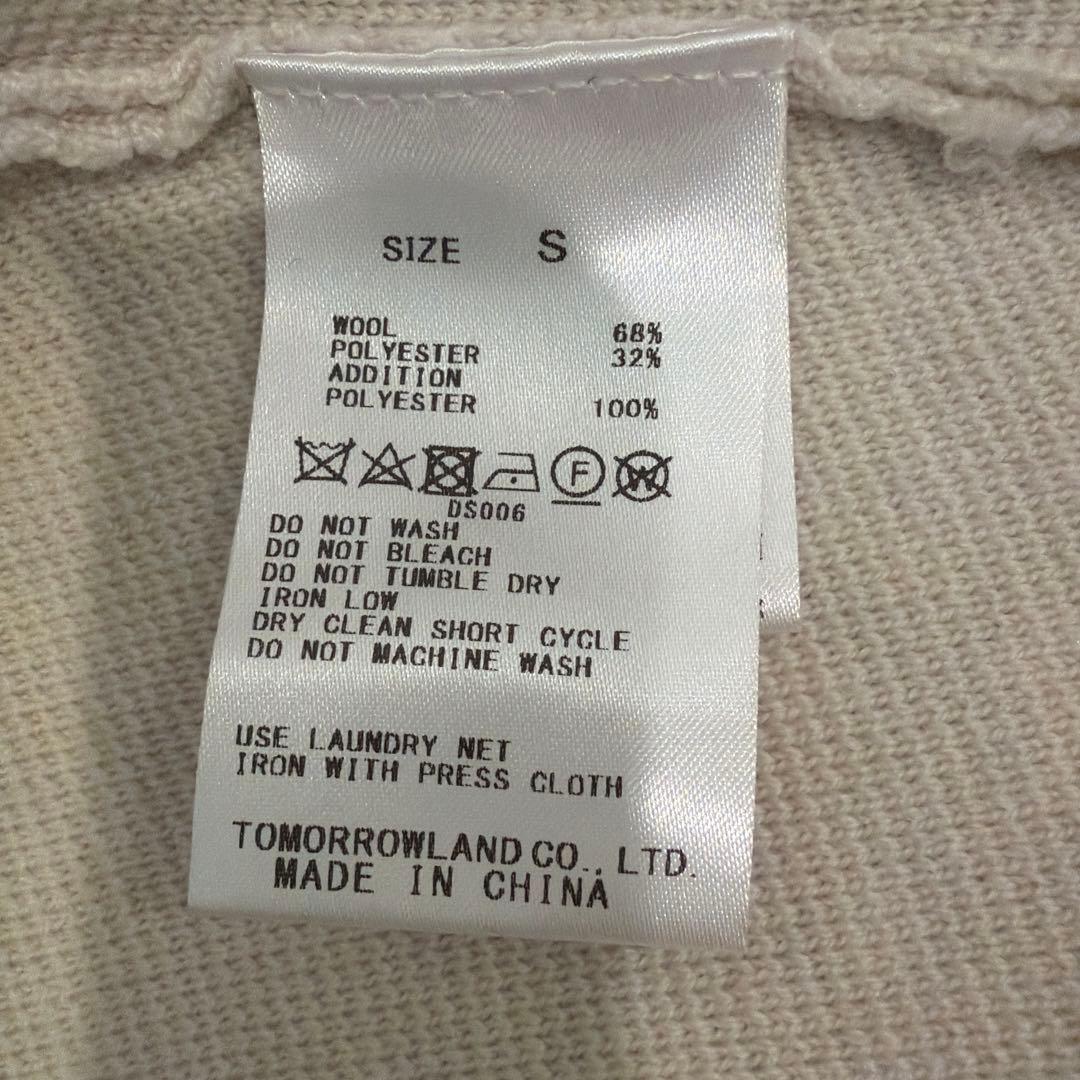 SIZE S
WOOL 68%
POLYESTER 32%
ADDITION
POLYESTER 100%
F W
DS006
DO NOT WASH
DO NOT BLEACH
DO NOT TUMBLE DRY
IRON LOW
DRY CLEAN SHORT CYCLE
DO NOT MACHINE WASH
USE LAUNDRY NET
IRON WITH PRESS CLOTH
TOMORROWLAND CO., LTD.
MADE IN CHINA